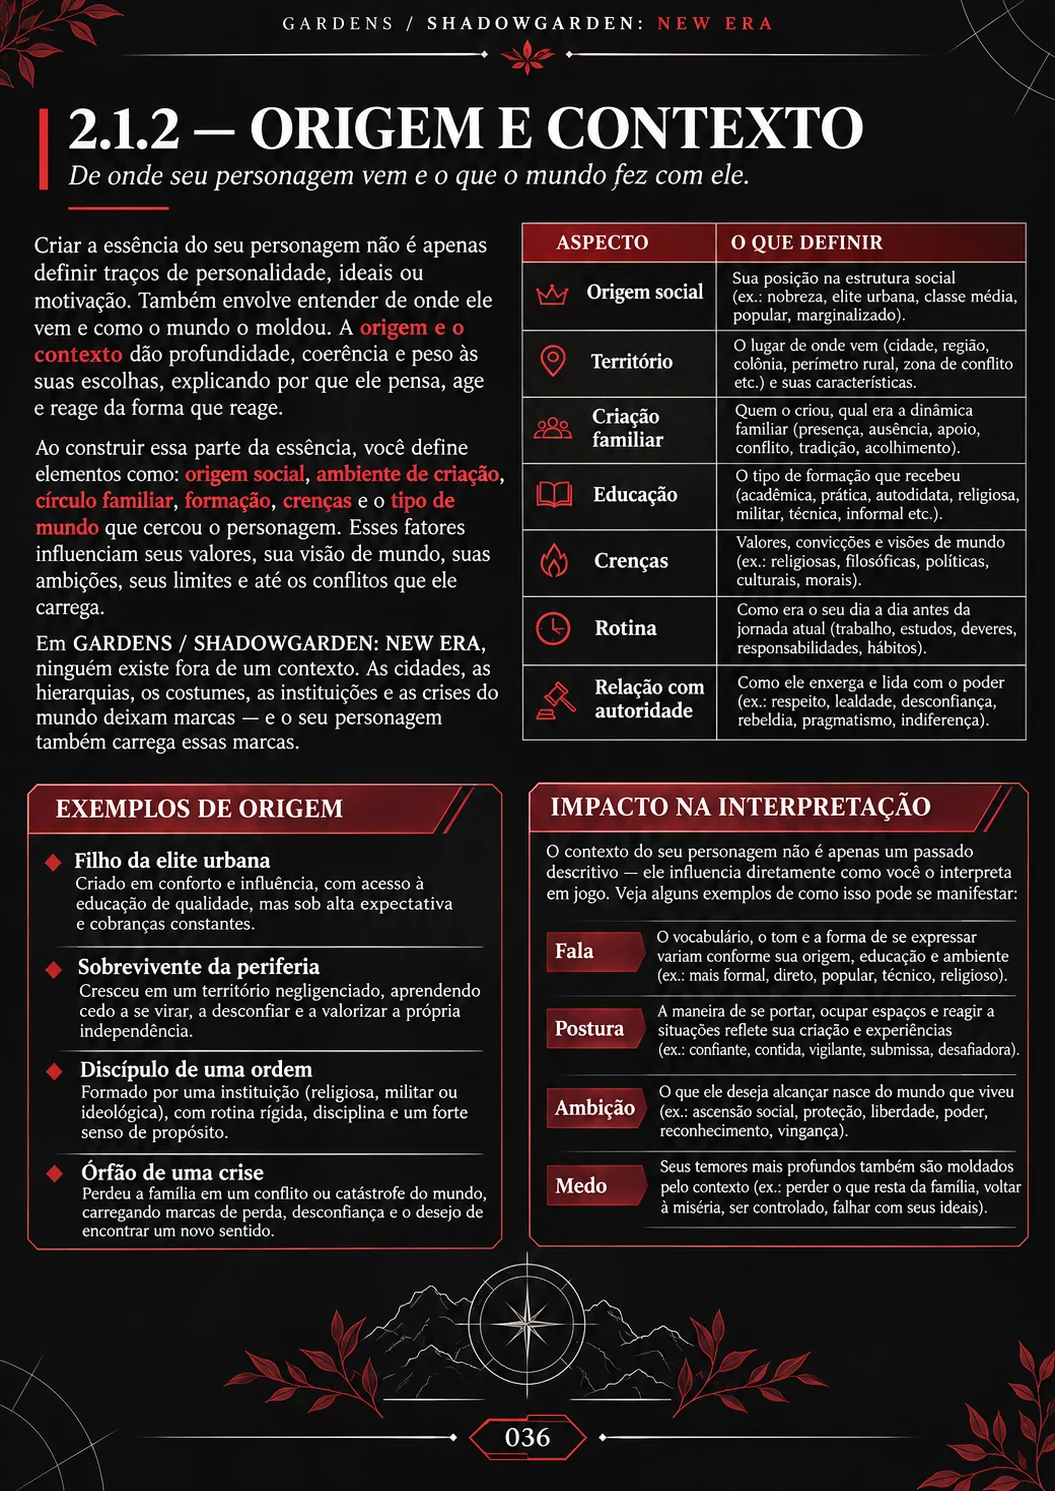 GARDENS / SHADOWGARDEN: NEW ERA
2.1.2 — ORIGEM E CONTEXTO
De onde seu personagem vem e o que o mundo fez com ele.
Criar a essência do seu personagem não é apenas
definir traços de personalidade, ideais ou
motivação. Também envolve entender de onde ele
vem e como o mundo o moldou. A origem e o
contexto dão profundidade, coerência e peso às
suas escolhas, explicando por que ele pensa, age
e reage da forma que reage.
Ao construir essa parte da essência, você define
elementos como: origem social, ambiente de criação,
círculo familiar, formação, crenças e o tipo de
mundo que cercou o personagem. Esses fatores
influenciam seus valores, sua visão de mundo, suas
ambições, seus limites e até os conflitos que ele
carrega.
Em GARDENS / SHADOWGARDEN: NEW ERA,
ninguém existe fora de um contexto. As cidades, as
hierarquias, os costumes, as instituições e as crises do
mundo deixam marcas — e o seu personagem
também carrega essas marcas.
ASPECTO
O QUE DEFINIR
Origem social
Sua posição na estrutura social
(ex.: nobreza, elite urbana, classe média,
popular, marginalizado).
Território
O lugar de onde vem (cidade, região,
colônia, perímetro rural, zona de conflito
etc.) e suas características.
Criação
familiar
Quem o criou, qual era a dinâmica
familiar (presença, ausência, apoio,
conflito, tradição, acolhimento).
Educação
O tipo de formação que recebeu
(acadêmica, prática, autodidata, religiosa,
militar, técnica, informal etc.).
Crenças
Valores, convicções e visões de mundo
(ex.: religiosas, filosóficas, políticas,
culturais, morais).
Rotina
Como era o seu dia a dia antes da
jornada atual (trabalho, estudos, deveres,
responsabilidades, hábitos).
Relação com
autoridade
Como ele enxerga e lida com o poder
(ex.: respeito, lealdade, desconfiança,
rebeldia, pragmatismo, indiferença).
EXEMPLOS DE ORIGEM
Filho da elite urbana
Criado em conforto e influência, com acesso à
educação de qualidade, mas sob alta expectativa
e cobranças constantes.
Sobrevivente da periferia
Cresceu em um território negligenciado, aprendendo
cedo a se virar, a desconfiar e a valorizar a própria
independência.
Discípulo de uma ordem
Formado por uma instituição (religiosa, militar ou
ideológica), com rotina rígida, disciplina e um forte
senso de propósito.
Órfão de uma crise
Perdeu a família em um conflito ou catástrofe do mundo,
carregando marcas de perda, desconfiança e o desejo de
encontrar um novo sentido.
IMPACTO NA INTERPRETAÇÃO
O contexto do seu personagem não é apenas um passado
descritivo — ele influencia diretamente como você o interpreta
em jogo. Veja alguns exemplos de como isso pode se manifestar:
Fala
O vocabulário, o tom e a forma de se expressar
variam conforme sua origem, educação e ambiente
(ex.: mais formal, direto, popular, técnico, religioso).
Postura
A maneira de se portar, ocupar espaços e reagir a
situações reflete sua criação e experiências
(ex.: confiante, contida, vigilante, submissa, desafiadora).
Ambição
O que ele deseja alcançar nasce do mundo que viveu
(ex.: ascensão social, proteção, liberdade, poder,
reconhecimento, vingança).
Medo
Seus temores mais profundos também são moldados
pelo contexto (ex.: perder o que resta da família, voltar
à miséria, ser controlado, falhar com seus ideais).
036